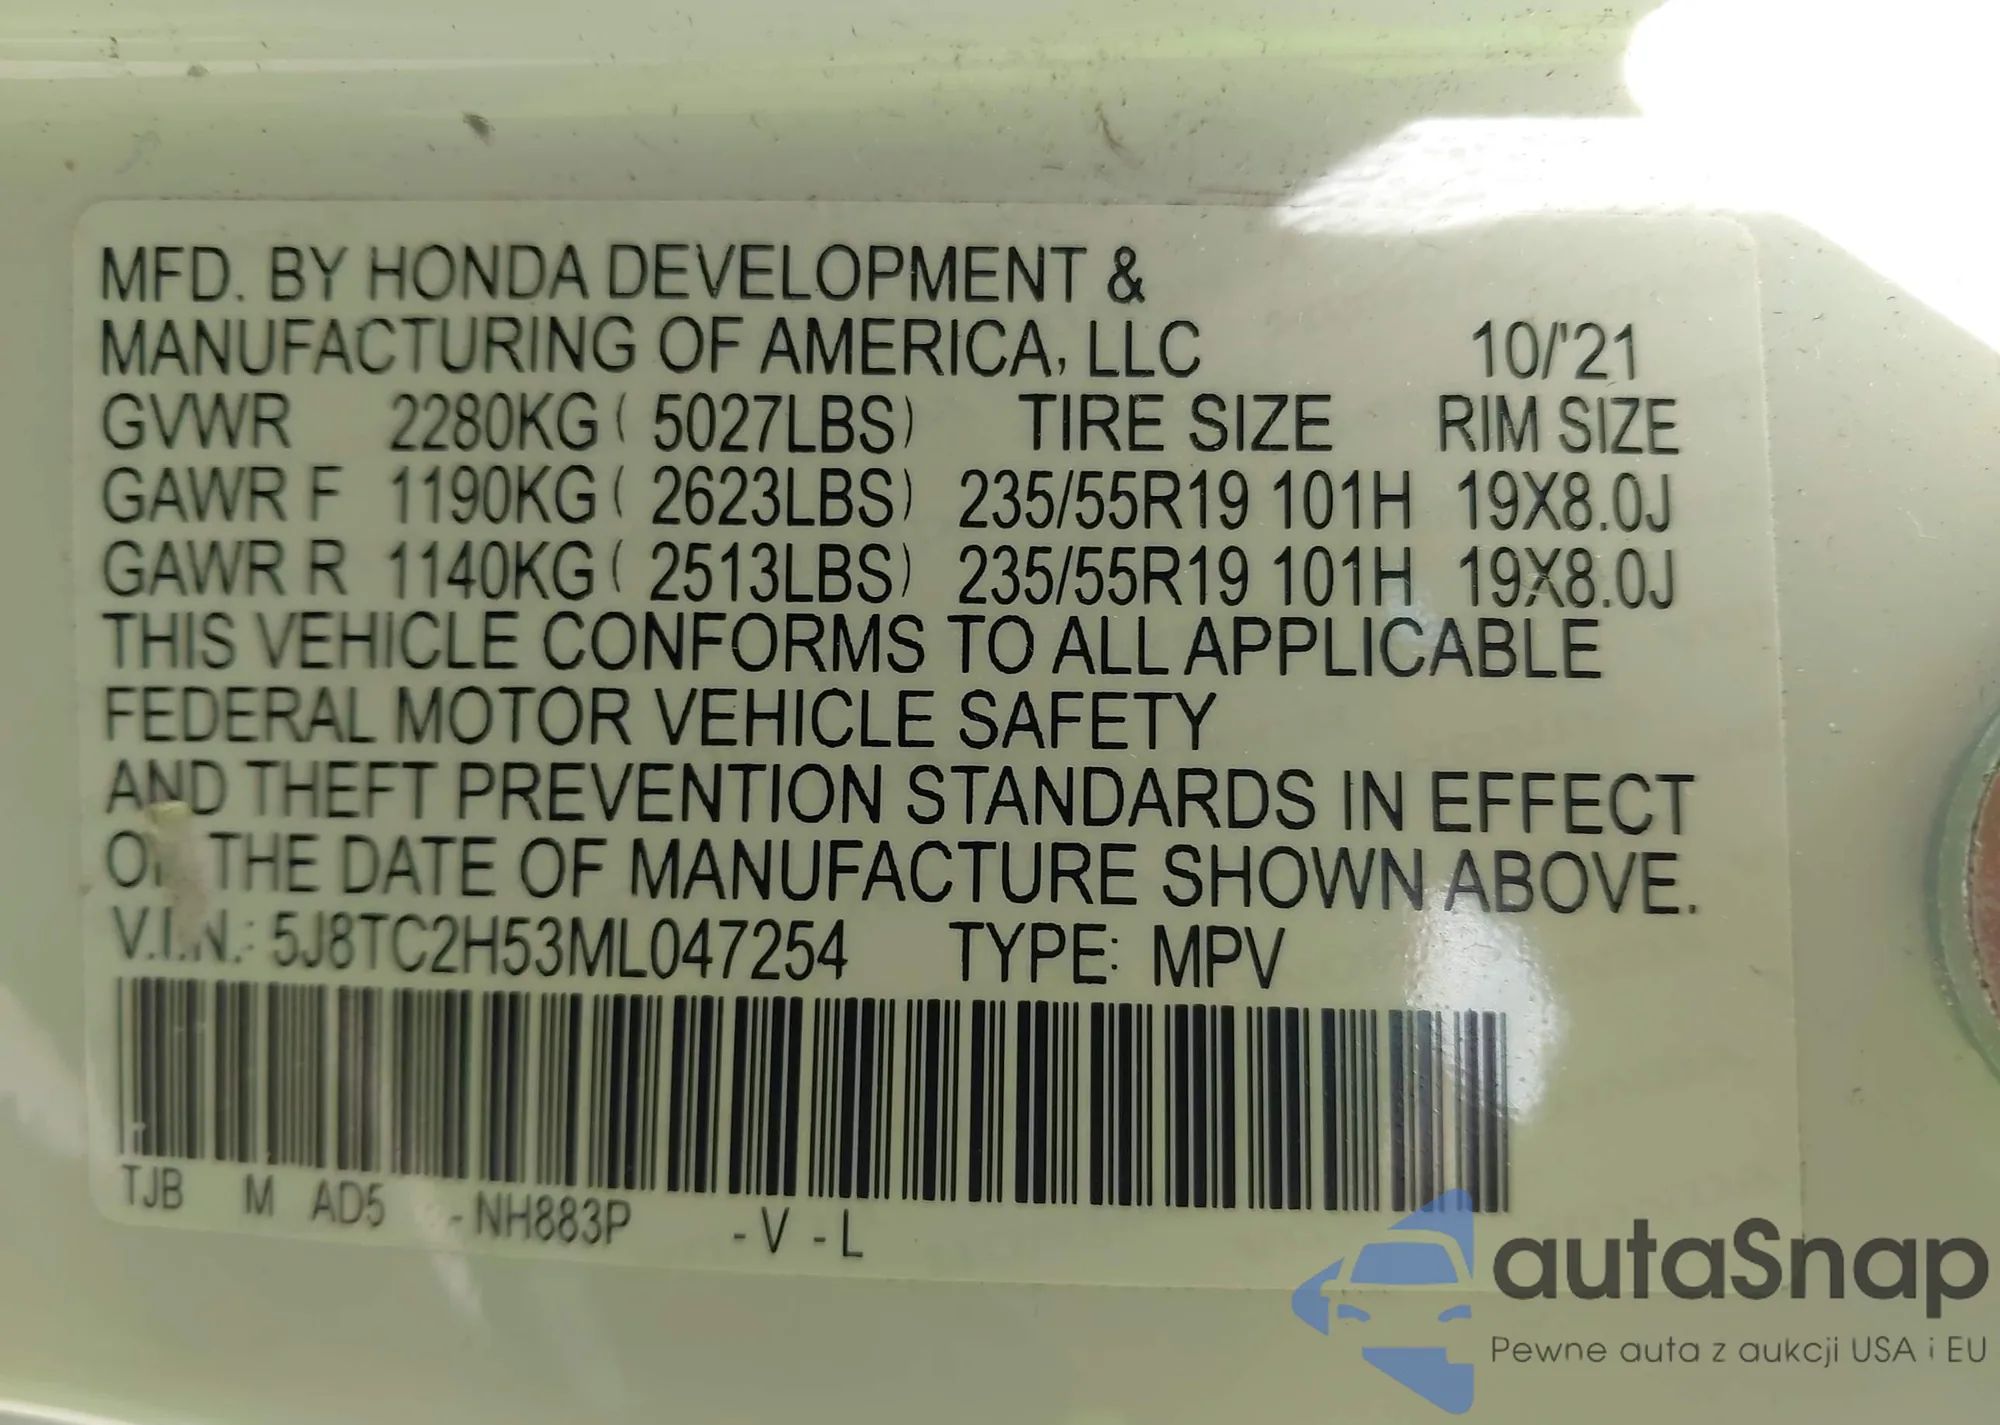 MFD. BY HONDA DEVELOPMENT &
MANUFACTURING OF AMERICA, LLC 10/'21
GVWR 2280KG ( 5027LBS) TIRE SIZE RIM SIZE
GAWR F 1190KG ( 2623LBS) 235/55R19 101H 19X8.0J
GAWR R 1140KG ( 2513LBS) 235/55R19 101H 19X8.0J
THIS VEHICLE CONFORMS TO ALL APPLICABLE
FEDERAL MOTOR VEHICLE SAFETY
AND THEFT PREVENTION STANDARDS IN EFFECT
ON THE DATE OF MANUFACTURE SHOWN ABOVE.
V.I.N.: 5J8TC2H53ML047254 TYPE: MPV
TJB M AD5 -NH883P -V -L
autaSnap
Pewne auta z aukcji USA i EU